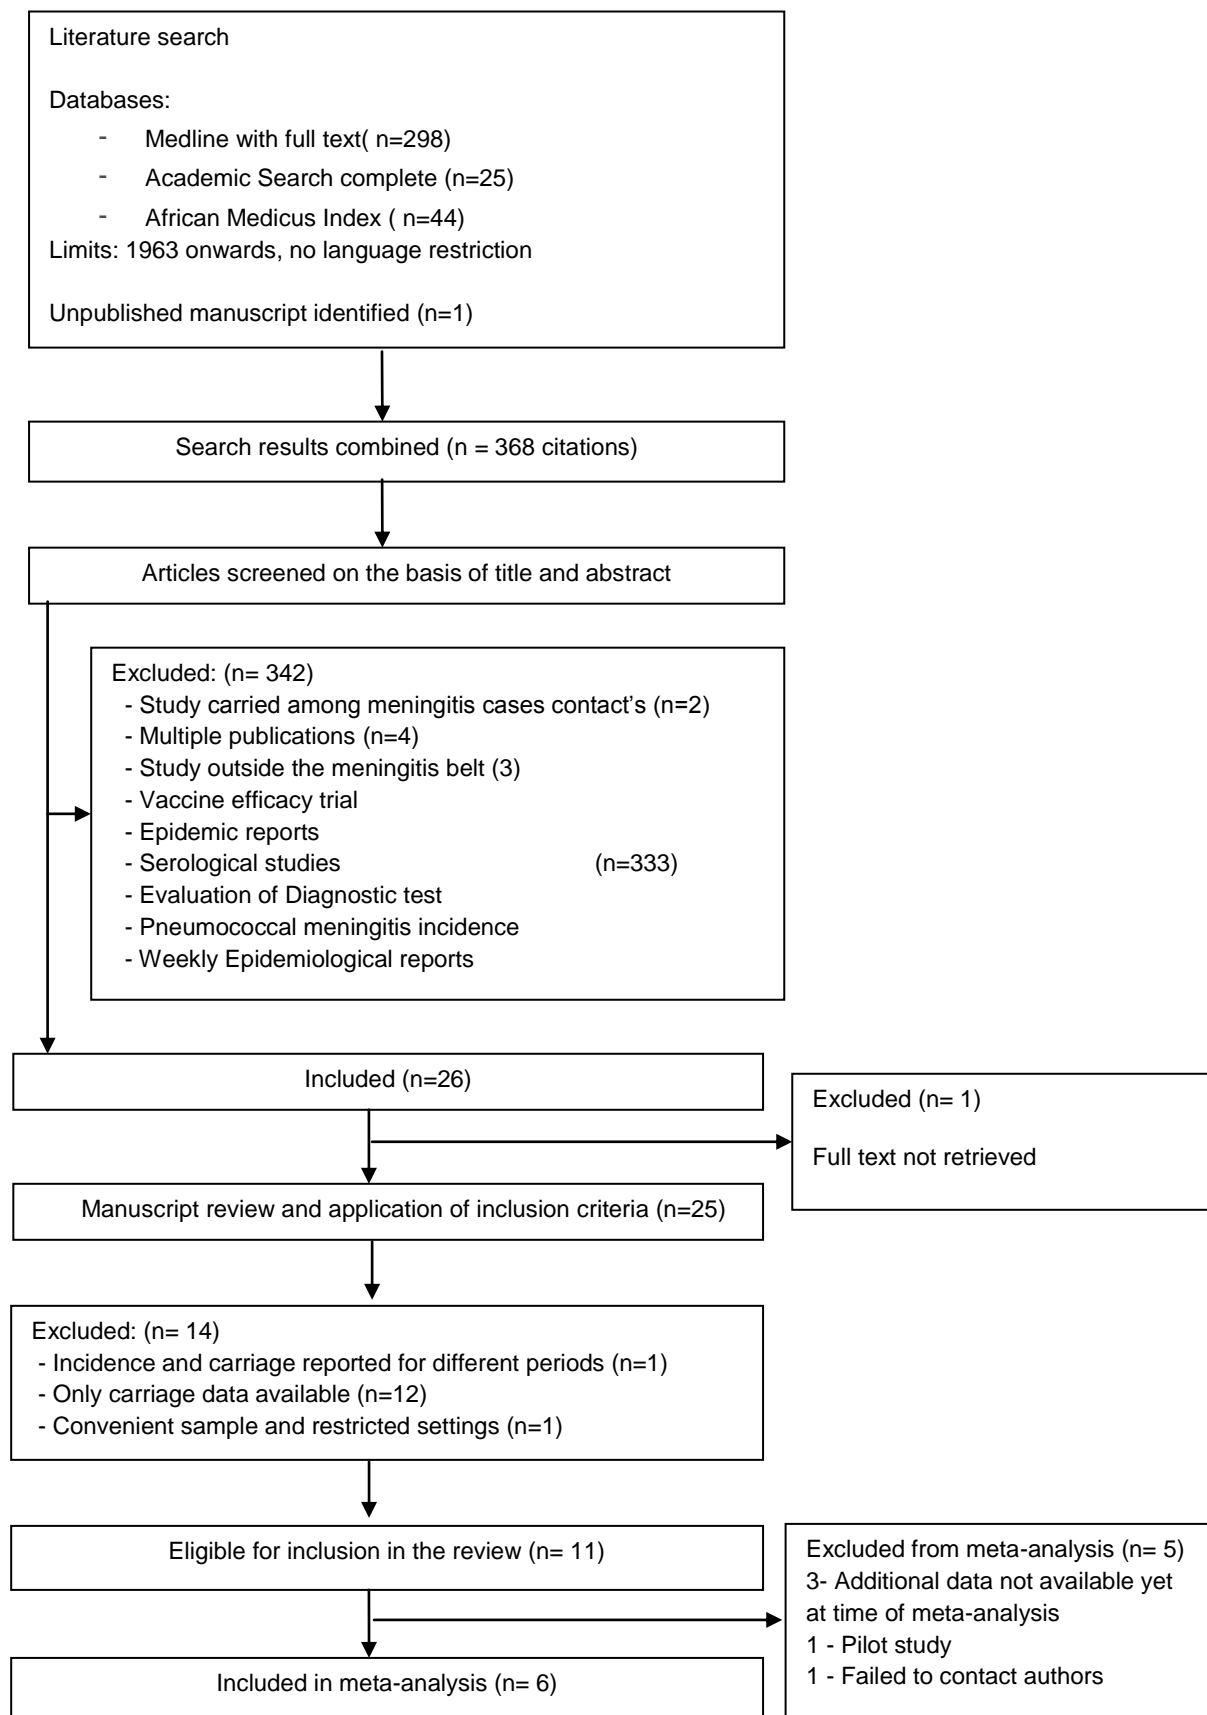 Literature search
Databases:
- Medline with full text( n=298)
- Academic Search complete (n=25)
- African Medicus Index ( n=44)
Limits: 1963 onwards, no language restriction
Unpublished manuscript identified (n=1)
Search results combined (n = 368 citations)
Articles screened on the basis of title and abstract
Excluded: (n= 342)
- Study carried among meningitis cases contact’s (n=2)
- Multiple publications (n=4)
- Study outside the meningitis belt (3)
- Vaccine efficacy trial
- Epidemic reports
- Serological studies (n=333)
- Evaluation of Diagnostic test
- Pneumococcal meningitis incidence
- Weekly Epidemiological reports
Included (n=26)
Excluded (n= 1)
Full text not retrieved
Manuscript review and application of inclusion criteria (n=25)
Excluded: (n= 14)
- Incidence and carriage reported for different periods (n=1)
- Only carriage data available (n=12)
- Convenient sample and restricted settings (n=1)
Eligible for inclusion in the review (n= 11)
Excluded from meta-analysis (n= 5)
3- Additional data not available yet
at time of meta-analysis
1 - Pilot study
1 - Failed to contact authors
Included in meta-analysis (n= 6)